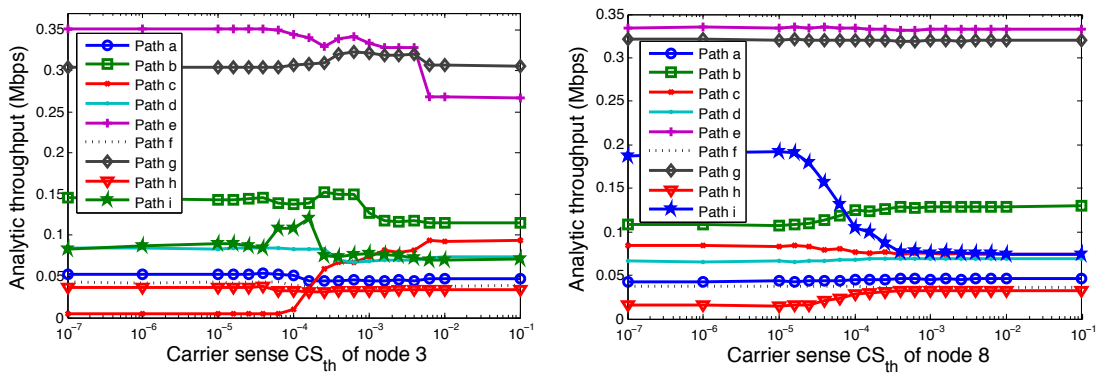 Analytic throughput (Mbps)
0.35
0.3
0.25
0.2
0.15
0.1
0.05
0
Path a
Path b
Path c
Path d
Path e
Path f
Path g
Path h
Path i
10⁻⁷
10⁻⁶
10⁻⁵
10⁻⁴
10⁻³
10⁻²
10⁻¹
Carrier sense CS_th of node 3
Analytic throughput (Mbps)
0.35
0.3
0.25
0.2
0.15
0.1
0.05
0
Path a
Path b
Path c
Path d
Path e
Path f
Path g
Path h
Path i
10⁻⁷
10⁻⁶
10⁻⁵
10⁻⁴
10⁻³
10⁻²
10⁻¹
Carrier sense CS_th of node 8